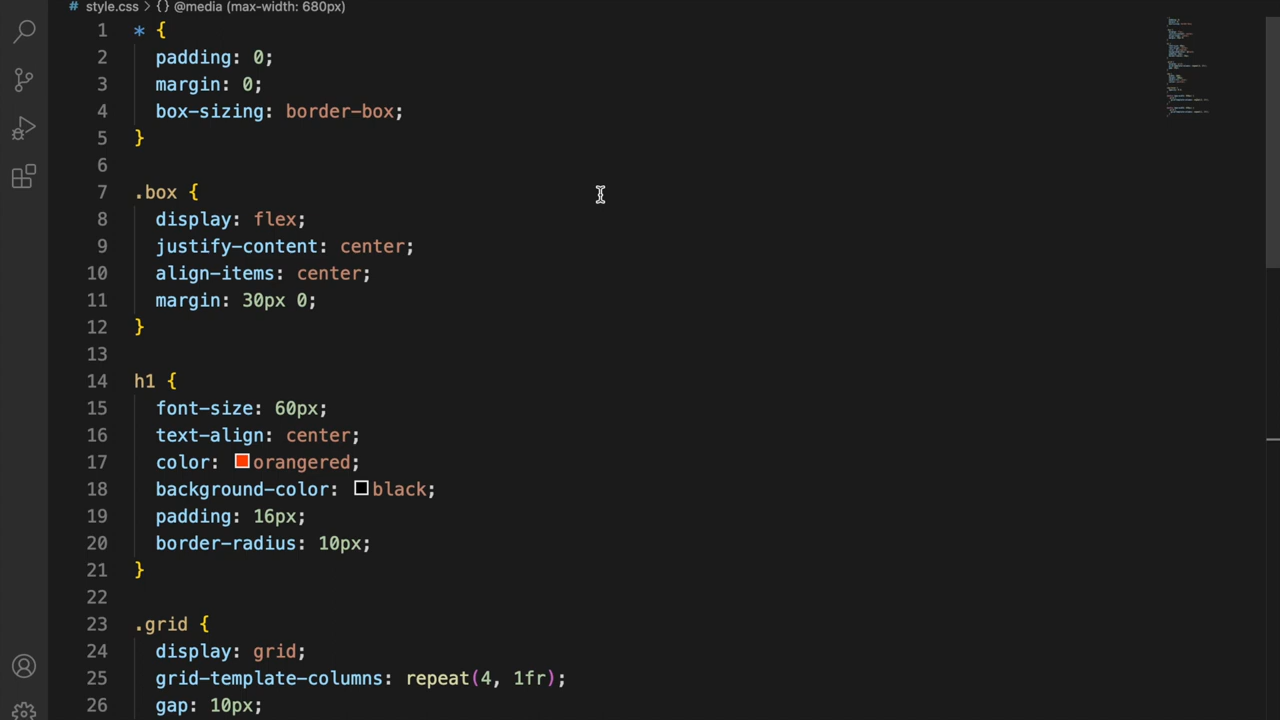 # style.css > {} @media (max-width: 680px)
1 * {
2 padding: 0;
3 margin: 0;
4 box-sizing: border-box;
5 }
6
7 .box {
8 display: flex;
9 justify-content: center;
10 align-items: center;
11 margin: 30px 0;
12 }
13
14 h1 {
15 font-size: 60px;
16 text-align: center;
17 color: orangered;
18 background-color: black;
19 padding: 16px;
20 border-radius: 10px;
21 }
22
23 .grid {
24 display: grid;
25 grid-template-columns: repeat(4, 1fr);
26 gap: 10px;